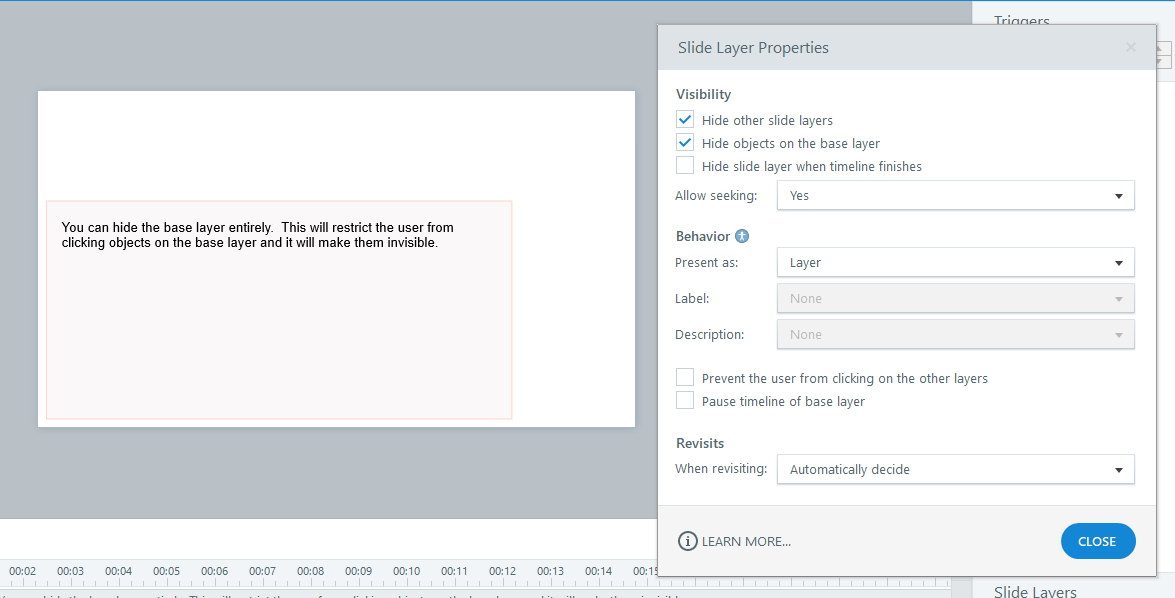 Triggers
Slide Layer Properties
Visibility
Hide other slide layers
Hide objects on the base layer
Hide slide layer when timeline finishes
Allow seeking: Yes
Behavior
Present as: Layer
Label: None
Description: None
Prevent the user from clicking on the other layers
Pause timeline of base layer
Revisits
When revisiting: Automatically decide
LEARN MORE...
CLOSE
You can hide the base layer entirely.  This will restrict the user from
clicking objects on the base layer and it will make them invisible.
00:02 00:03 00:04 00:05 00:06 00:07 00:08 00:09 00:10 00:11 00:12 00:13 00:14 00:15
Slide Layers